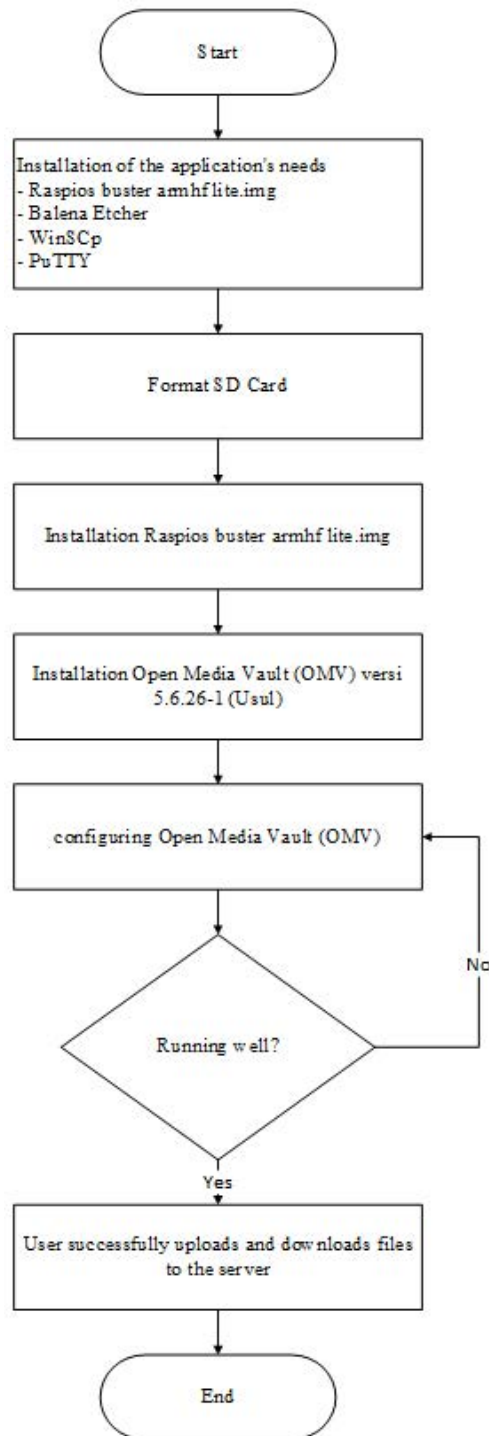 Start
Installation of the application's needs
- Raspios buster armhf lite.img
- Balena Etcher
- WinSCp
- PuTTY
Format SD Card
Installation Raspios buster armhf lite.img
Installation Open Media Vault (OMV) versi
5.6.26-1 (Usul)
configuring Open Media Vault (OMV)
No
Running well?
Yes
User successfully uploads and downloads files
to the server
End